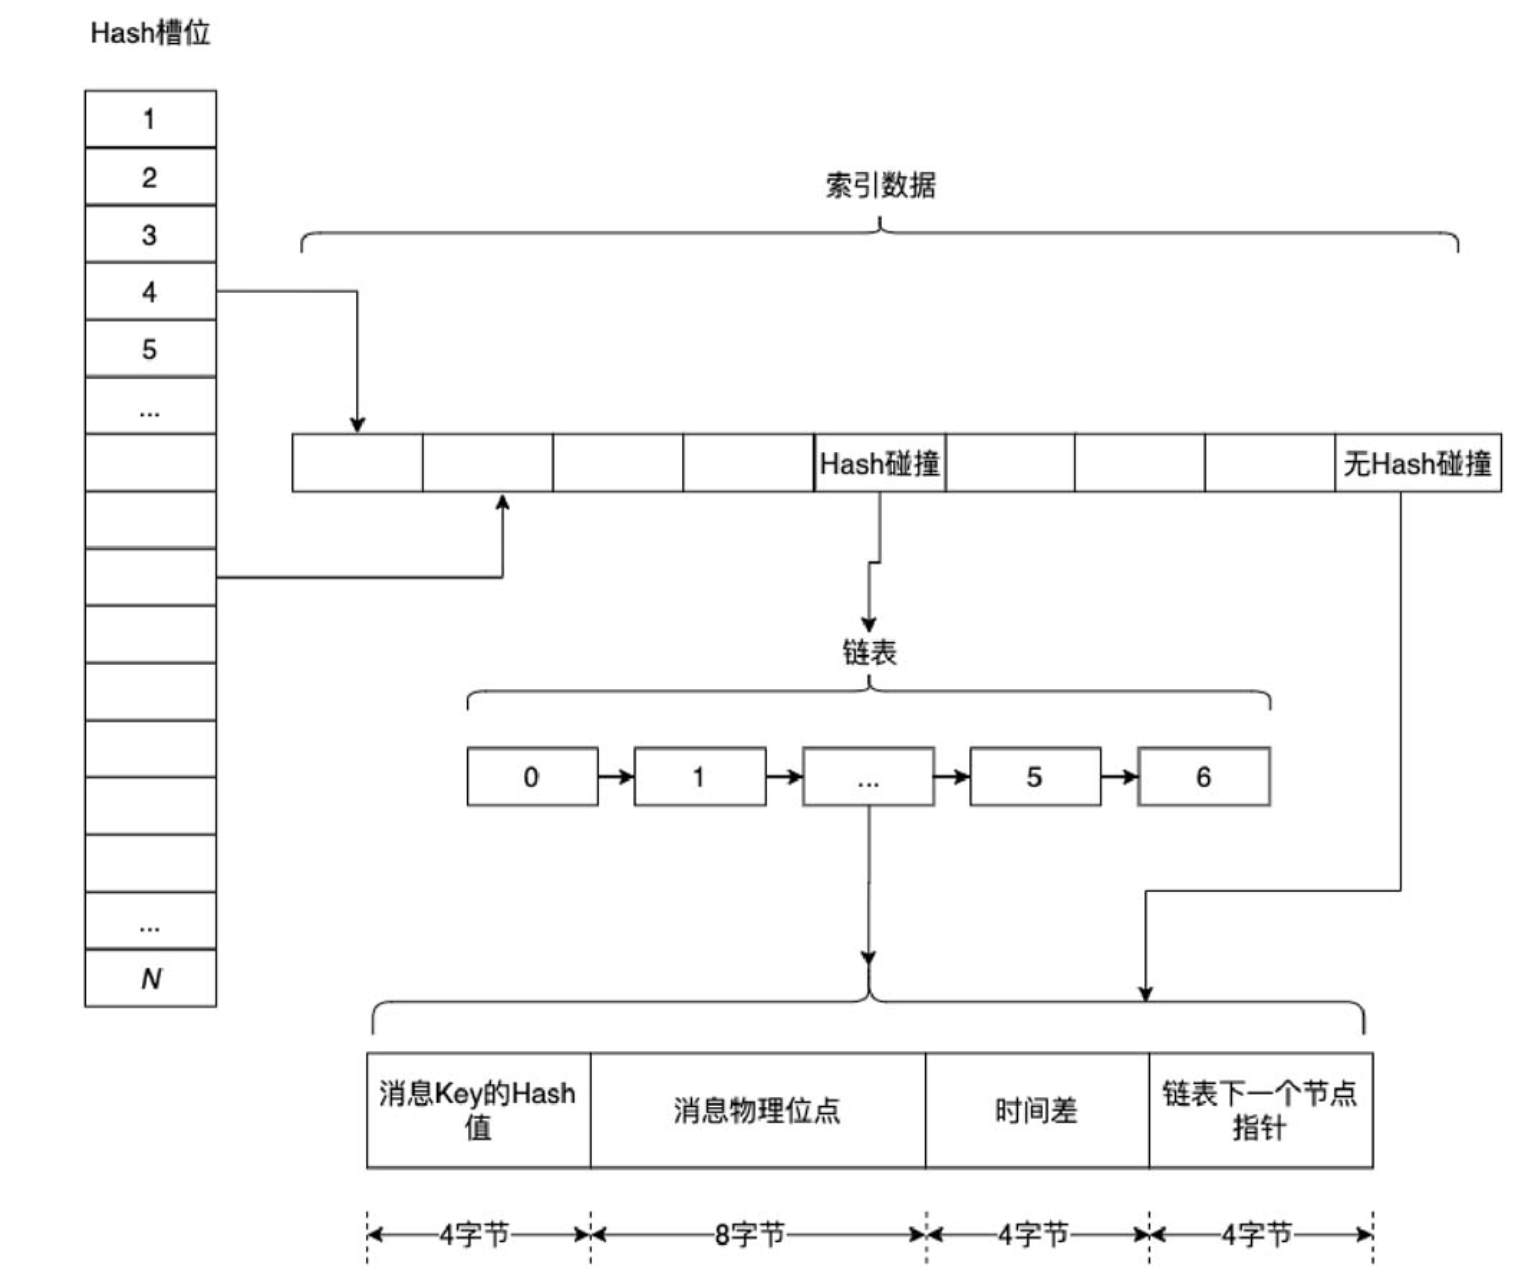 Hash槽位
1
2
3
4
5
...
...
N
索引数据
Hash碰撞
无Hash碰撞
链表
0
1
...
5
6
消息Key的Hash
值
消息物理位点
时间差
链表下一个节点
指针
4字节
8字节
4字节
4字节